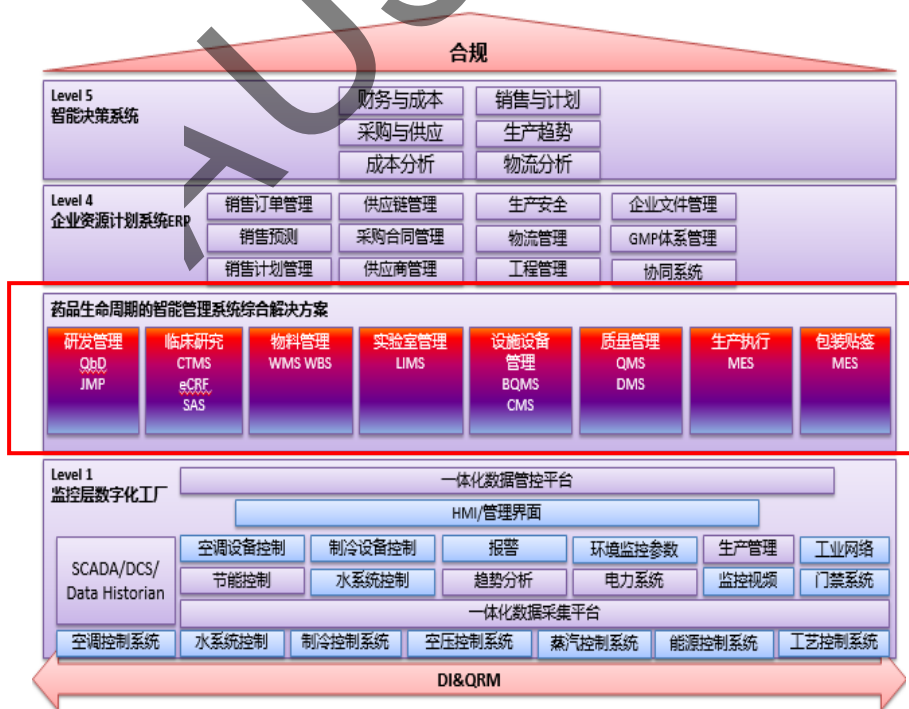 合规
Level 5
智能决策系统
财务与成本
销售与计划
采购与供应
生产趋势
成本分析
物流分析
Level 4
企业资源计划系统ERP
销售订单管理
供应链管理
生产安全
企业文件管理
销售预测
采购合同管理
物流管理
GMP体系管理
销售计划管理
供应商管理
工程管理
协同系统
药品生命周期的智能管理系统综合解决方案
研发管理
QbD
JMP
临床研究
CTMS
eCRF
SAS
物料管理
WMS WBS
实验室管理
LIMS
设施设备
管理
BQMS
CMS
质量管理
QMS
DMS
生产执行
MES
包装贴签
MES
Level 1
监控层数字化工厂
一体化数据管控平台
HMI/管理界面
SCADA/DCS/
Data Historian
空调设备控制
制冷设备控制
报警
环境监控参数
生产管理
工业网络
节能控制
水系统控制
趋势分析
电力系统
监控视频
门禁系统
一体化数据采集平台
空调控制系统
水系统控制
制冷控制系统
空压控制系统
蒸汽控制系统
能源控制系统
工艺控制系统
DI&QRM